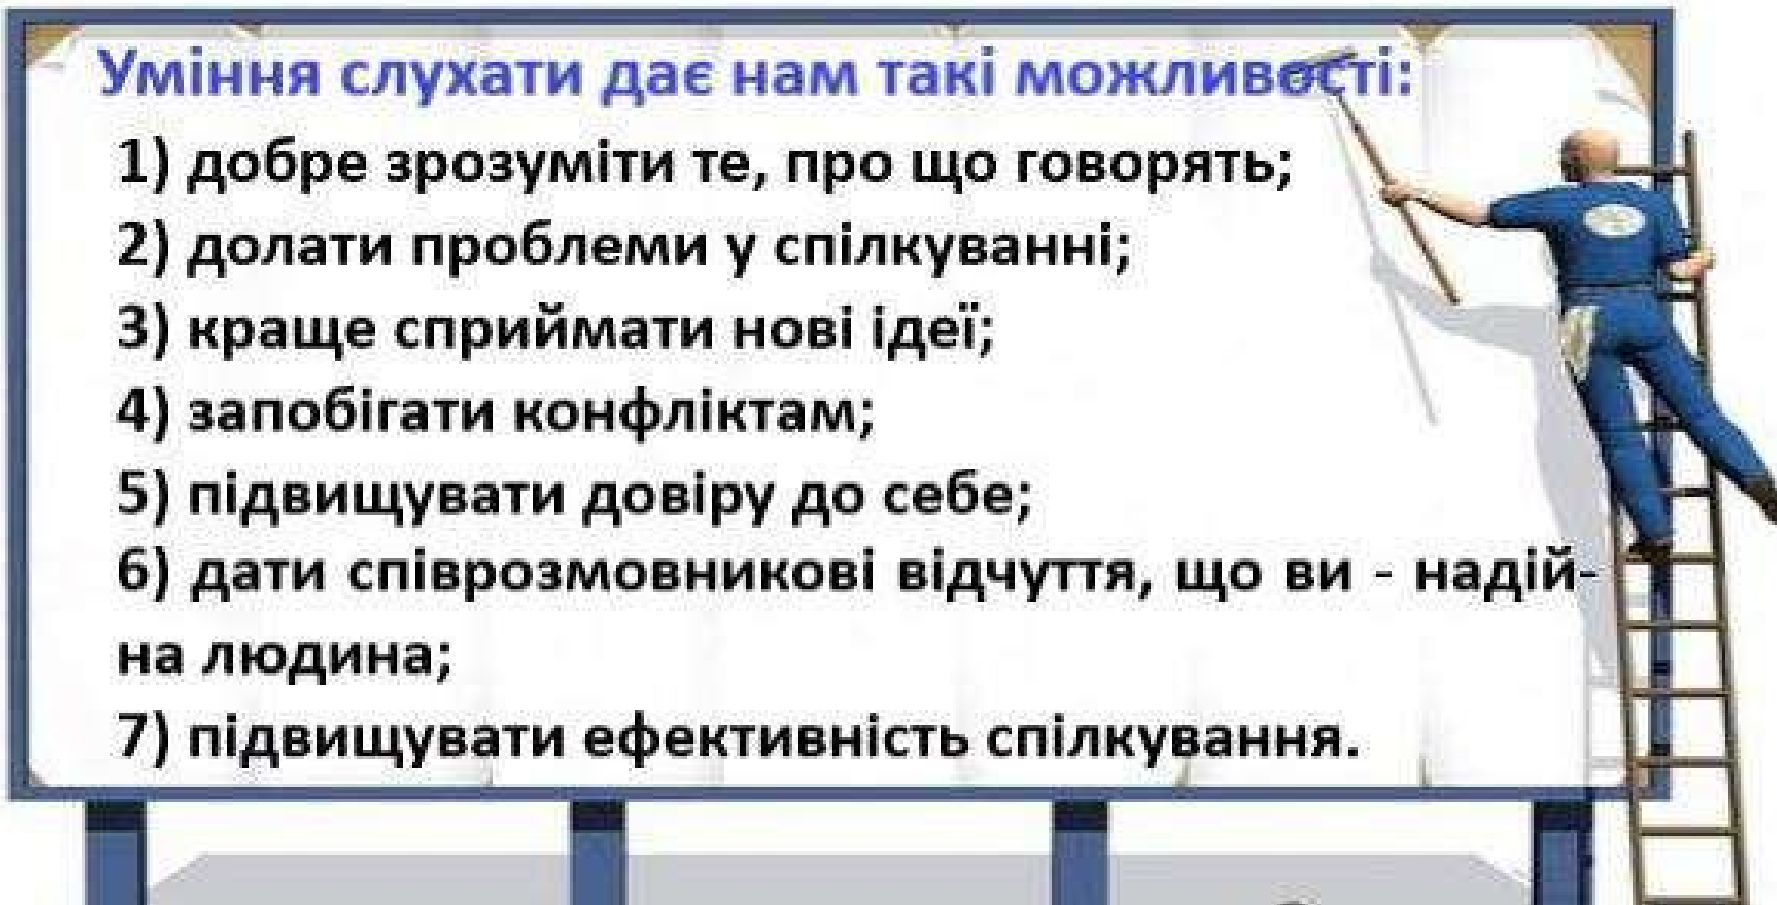 Уміння слухати дає нам такі можливості:
1) добре зрозуміти те, про що говорять;
2) долати проблеми у спілкуванні;
3) краще сприймати нові ідеї;
4) запобігати конфліктам;
5) підвищувати довіру до себе;
6) дати співрозмовникові відчуття, що ви - надій-
на людина;
7) підвищувати ефективність спілкування.